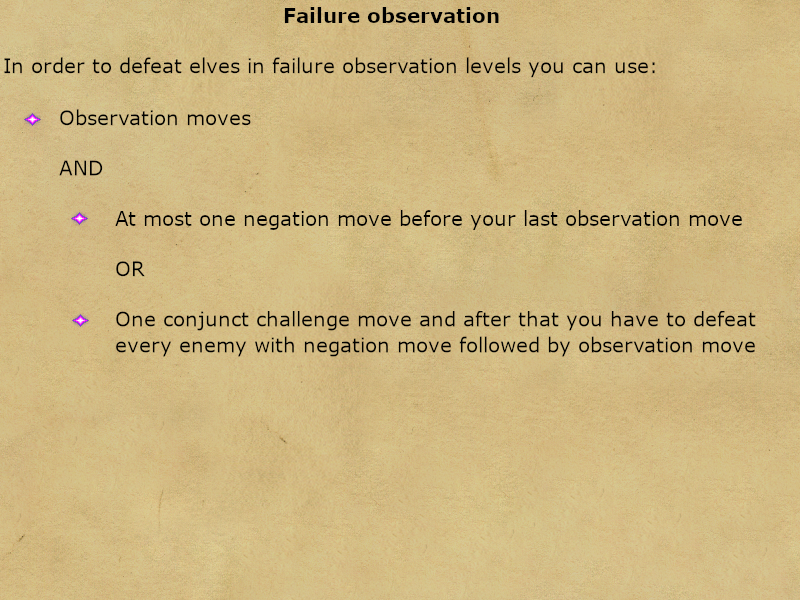 Failure observation
In order to defeat elves in failure observation levels you can use:
Observation moves
AND
At most one negation move before your last observation move
OR
One conjunct challenge move and after that you have to defeat
every enemy with negation move followed by observation move